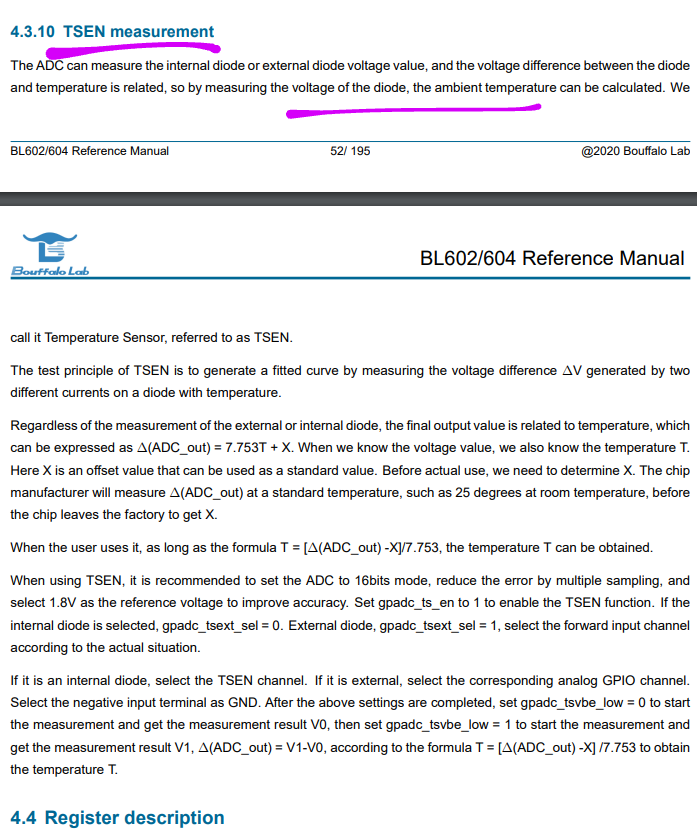 4.3.10 TSEN measurement
The ADC can measure the internal diode or external diode voltage value, and the voltage difference between the diode
and temperature is related, so by measuring the voltage of the diode, the ambient temperature can be calculated. We
BL602/604 Reference Manual 52/ 195 @2020 Bouffalo Lab
Bouffalo Lab
BL602/604 Reference Manual
call it Temperature Sensor, referred to as TSEN.
The test principle of TSEN is to generate a fitted curve by measuring the voltage difference △V generated by two
different currents on a diode with temperature.
Regardless of the measurement of the external or internal diode, the final output value is related to temperature, which
can be expressed as △(ADC_out) = 7.753T + X. When we know the voltage value, we also know the temperature T.
Here X is an offset value that can be used as a standard value. Before actual use, we need to determine X. The chip
manufacturer will measure △(ADC_out) at a standard temperature, such as 25 degrees at room temperature, before
the chip leaves the factory to get X.
When the user uses it, as long as the formula T = [△(ADC_out) -X]/7.753, the temperature T can be obtained.
When using TSEN, it is recommended to set the ADC to 16bits mode, reduce the error by multiple sampling, and
select 1.8V as the reference voltage to improve accuracy. Set gpadc_ts_en to 1 to enable the TSEN function. If the
internal diode is selected, gpadc_tsext_sel = 0. External diode, gpadc_tsext_sel = 1, select the forward input channel
according to the actual situation.
If it is an internal diode, select the TSEN channel. If it is external, select the corresponding analog GPIO channel.
Select the negative input terminal as GND. After the above settings are completed, set gpadc_tsvbe_low = 0 to start
the measurement and get the measurement result V0, then set gpadc_tsvbe_low = 1 to start the measurement and
get the measurement result V1, △(ADC_out) = V1-V0, according to the formula T = [△(ADC_out) -X] /7.753 to obtain
the temperature T.
4.4 Register description